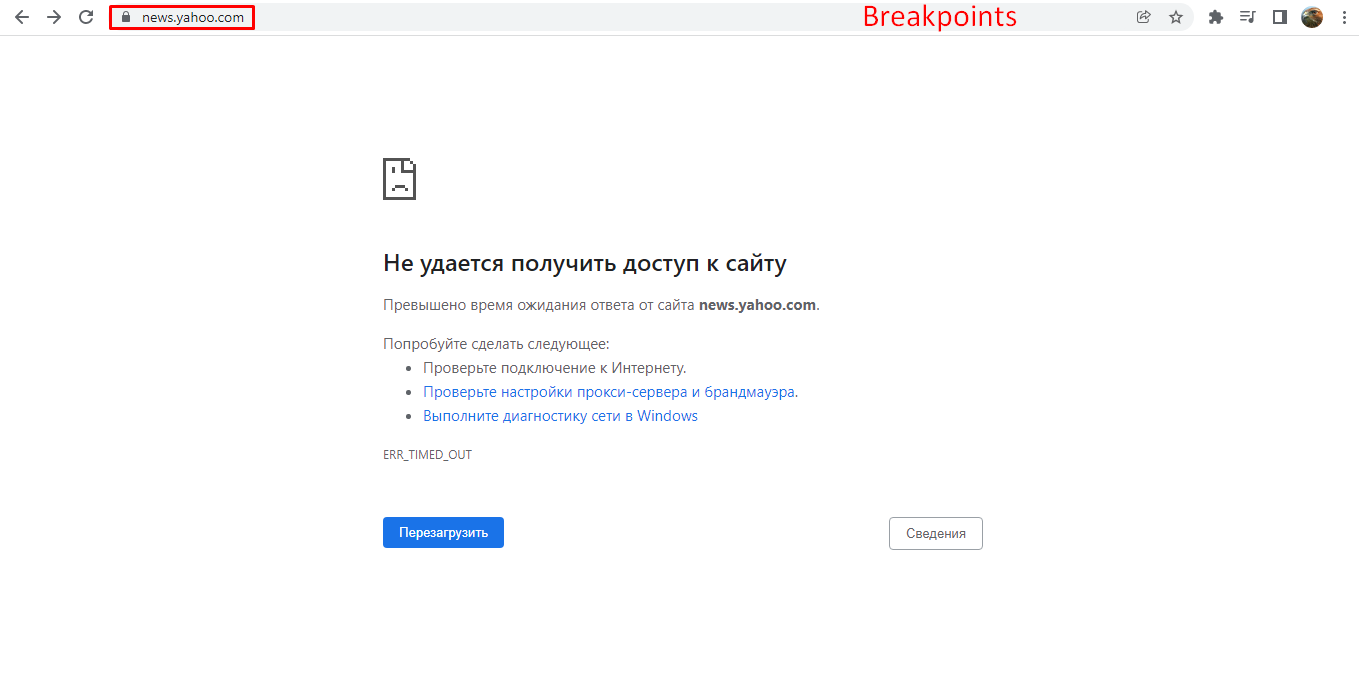 news.yahoo.com
Breakpoints
Не удается получить доступ к сайту
Превышено время ожидания ответа от сайта news.yahoo.com.
Попробуйте сделать следующее:
Проверьте подключение к Интернету.
Проверьте настройки прокси-сервера и брандмауэра.
Выполните диагностику сети в Windows
ERR_TIMED_OUT
Перезагрузить
Сведения